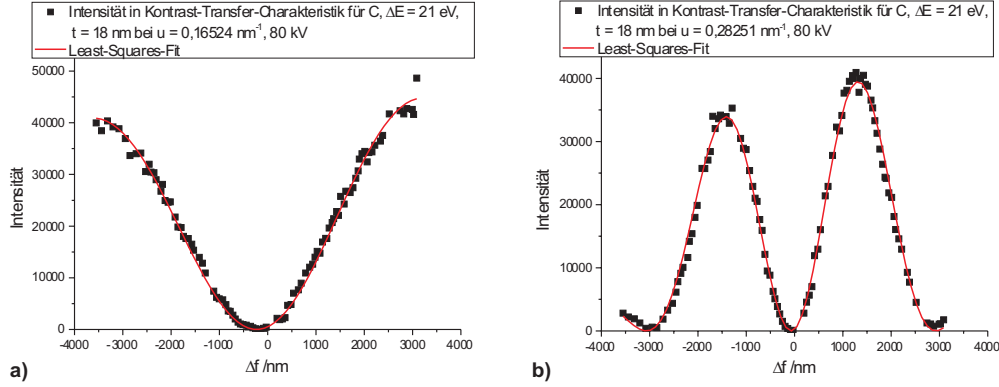 Intensität in Kontrast-Transfer-Charakteristik für C, ΔE = 21 eV,
t = 18 nm bei u = 0,16524 nm⁻¹, 80 kV
Least-Squares-Fit
50000
40000
30000
20000
10000
0
Intensität
-4000 -3000 -2000 -1000 0 1000 2000 3000 4000
Δf /nm
a)
Intensität in Kontrast-Transfer-Charakteristik für C, ΔE = 21 eV,
t = 18 nm bei u = 0,28251 nm⁻¹, 80 kV
Least-Squares-Fit
40000
30000
20000
10000
0
Intensität
-4000 -3000 -2000 -1000 0 1000 2000 3000 4000
Δf /nm
b)